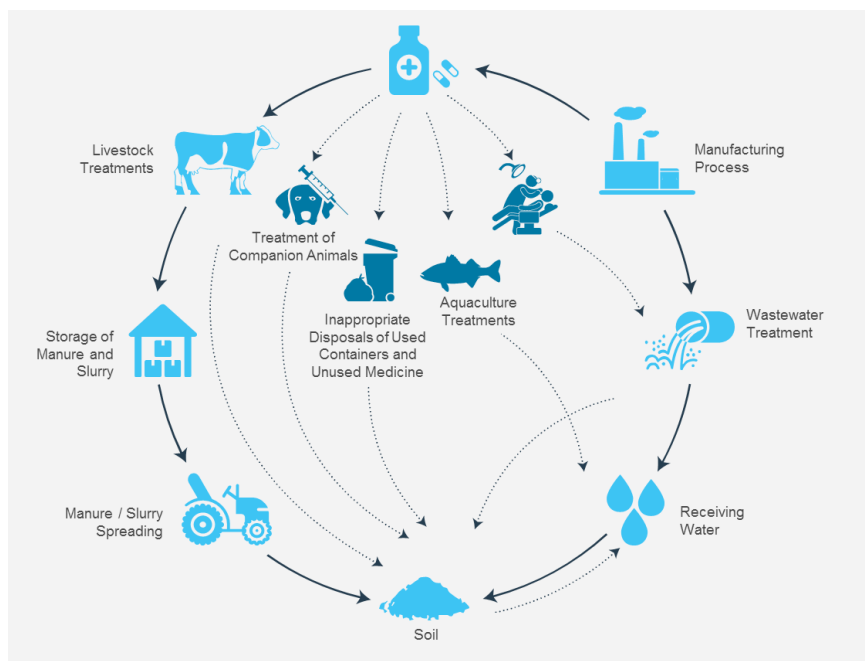 Livestock
Treatments
Manufacturing
Process
Treatment of
Companion Animals
Inappropriate
Disposals of Used
Containers and
Unused Medicine
Aquaculture
Treatments
Wastewater
Treatment
Storage of
Manure and
Slurry
Manure / Slurry
Spreading
Receiving
Water
Soil